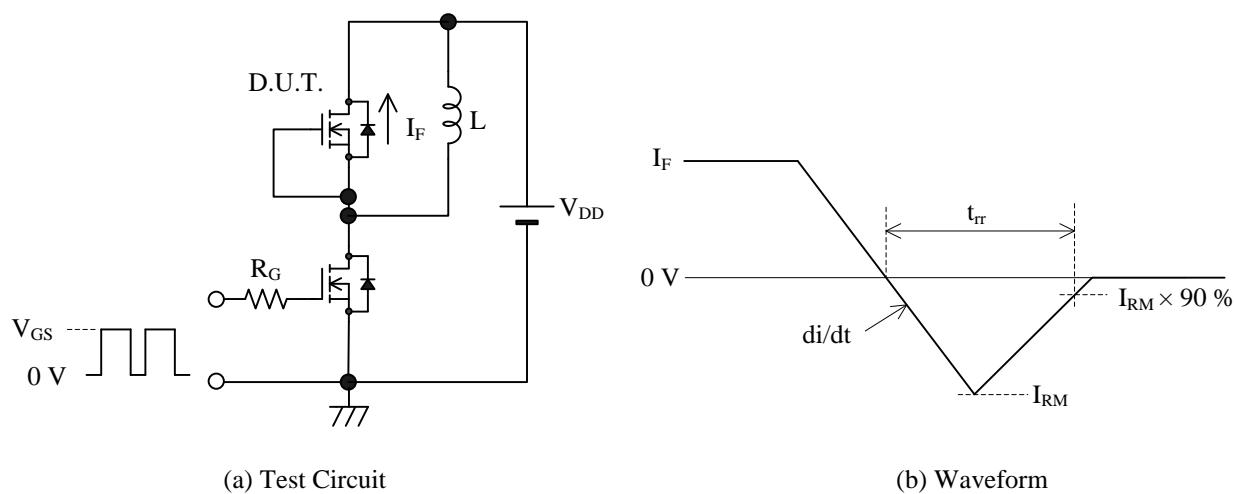 D.U.T.
I_F
L
V_DD
R_G
V_GS
0 V
(a) Test Circuit
I_F
t_rr
0 V
I_RM × 90 %
di/dt
I_RM
(b) Waveform